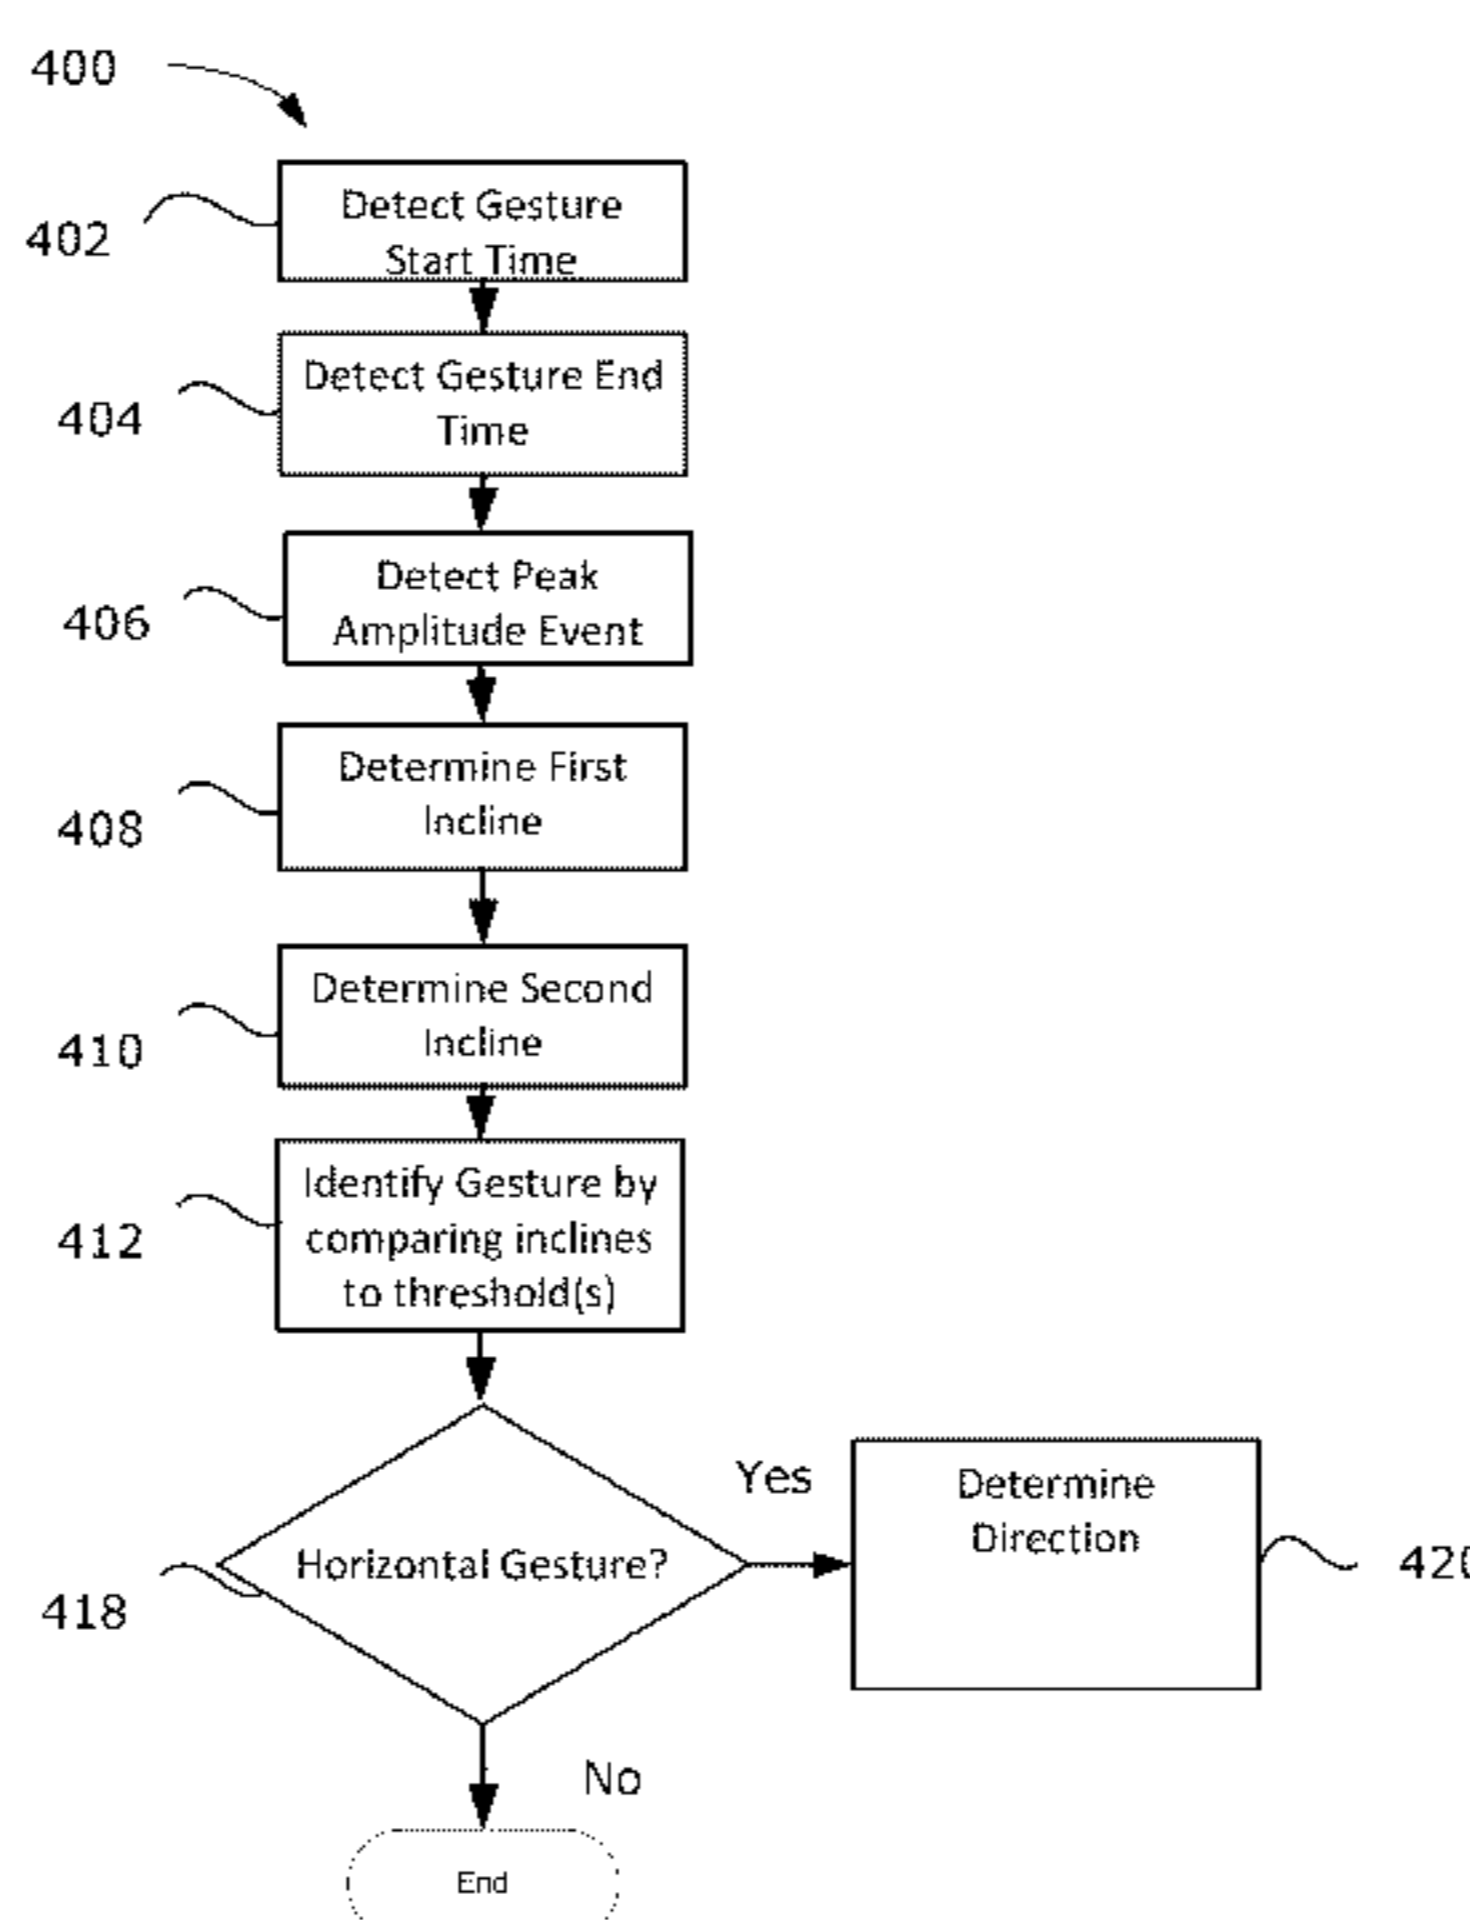 400
402
Detect Gesture
Start Time
404
Detect Gesture End
Time
406
Detect Peak
Amplitude Event
408
Determine First
Incline
410
Determine Second
Incline
412
Identify Gesture by
comparing inclines
to threshold(s)
418
Horizontal Gesture?
Yes
Determine
Direction
420
No
End